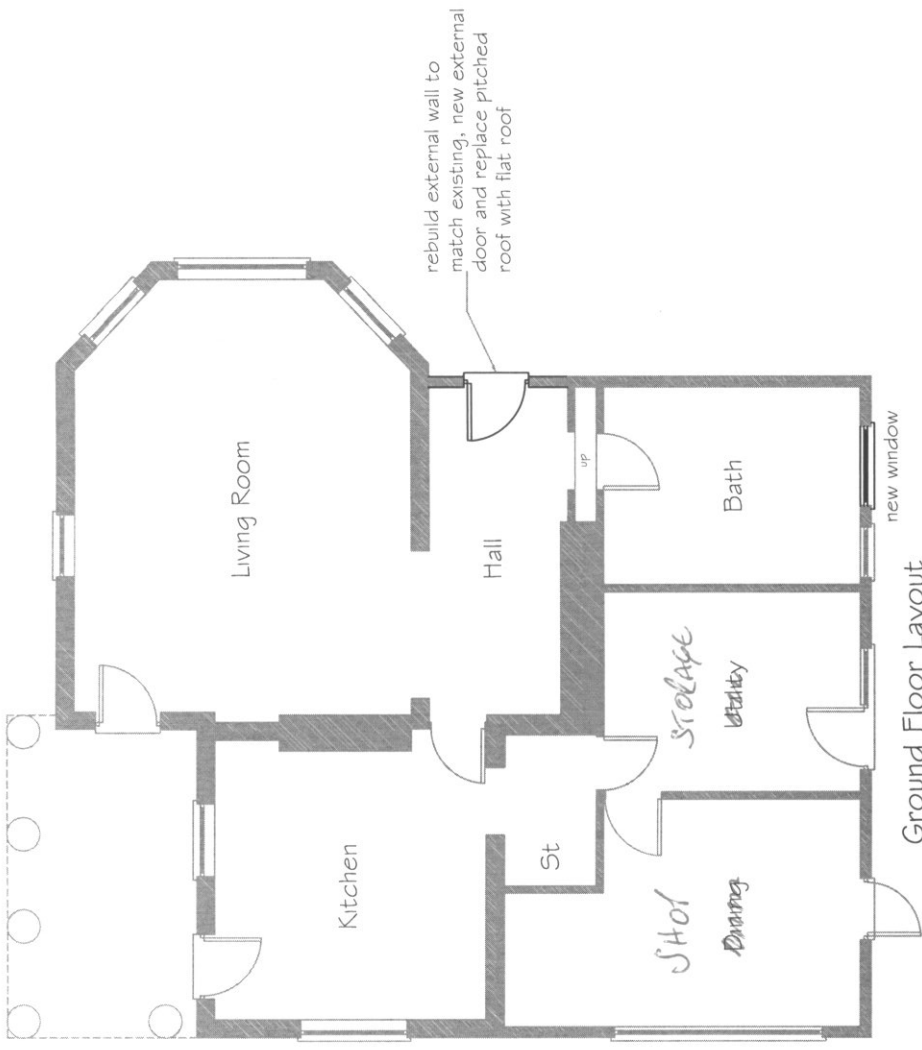 rebuild external wall to
match existing, new external
door and replace pitched
roof with flat roof
Living Room
Hall
up
Bath
new window
Kitchen
St
STORAGE
Utility
SHOP
Dining
Ground Floor Layout